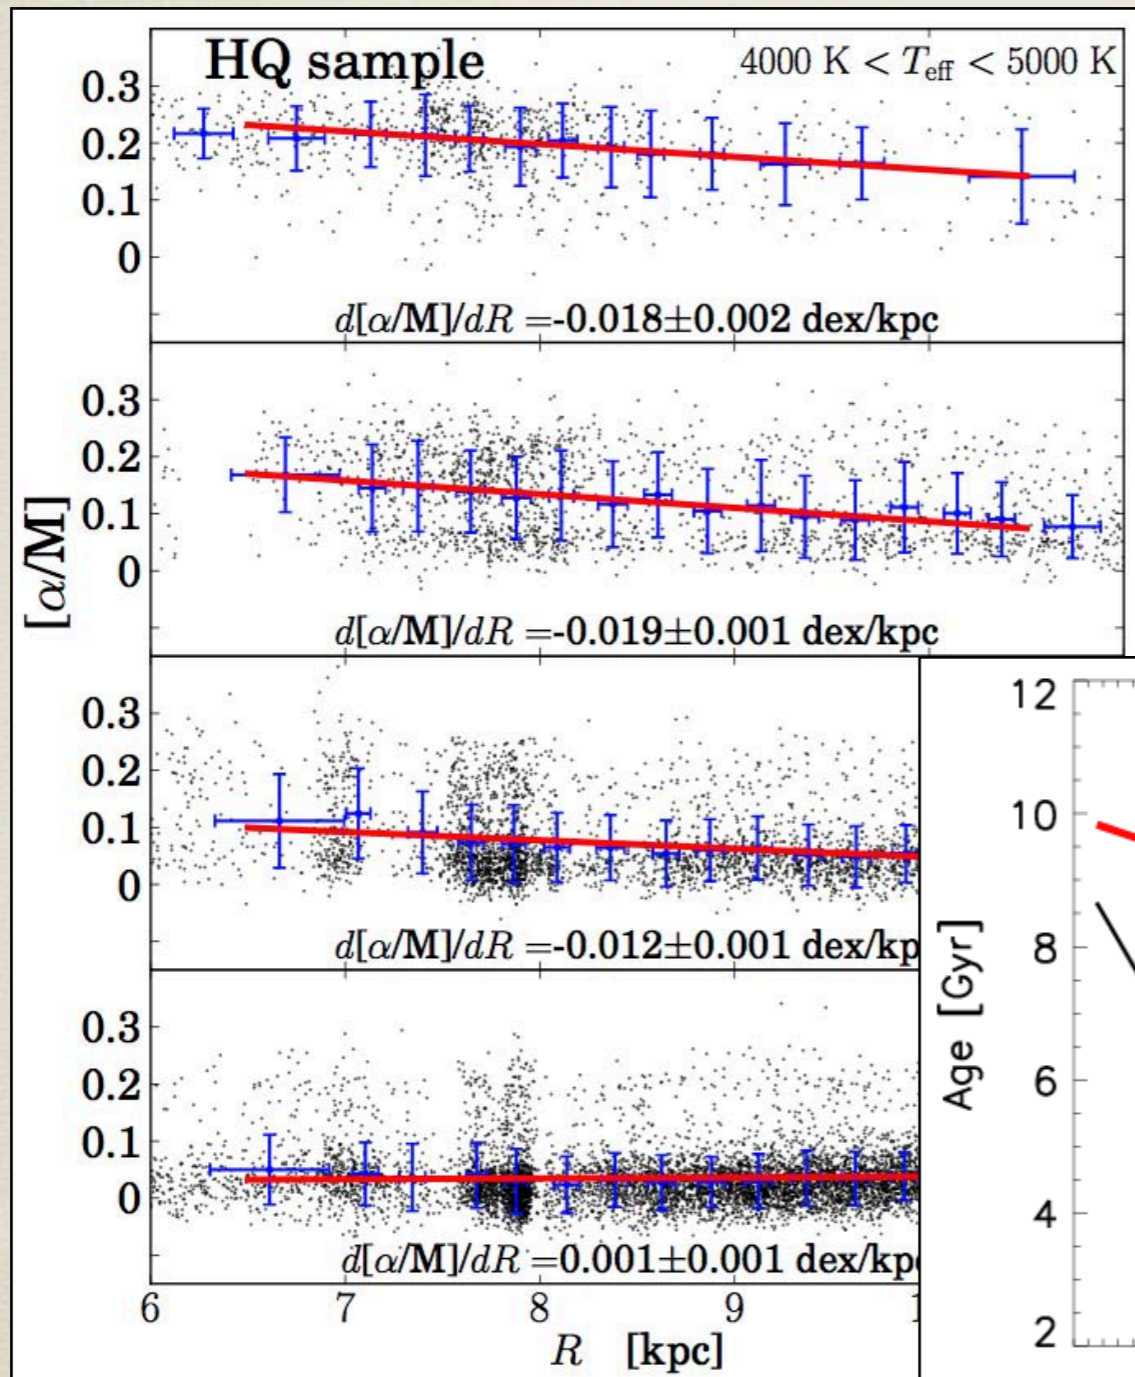 HQ sample
4000 K < T_eff < 5000 K
0.3
0.2
0.1
0
d[α/M]/dR =-0.018±0.002 dex/kpc
0.3
0.2
0.1
0
d[α/M]/dR =-0.019±0.001 dex/kpc
[α/M]
0.3
0.2
0.1
0
d[α/M]/dR =-0.012±0.001 dex/kp
0.3
0.2
0.1
0
d[α/M]/dR =0.001±0.001 dex/kp
6 7 8 9 1
R [kpc]
12
10
8
6
4
2
Age [Gyr]